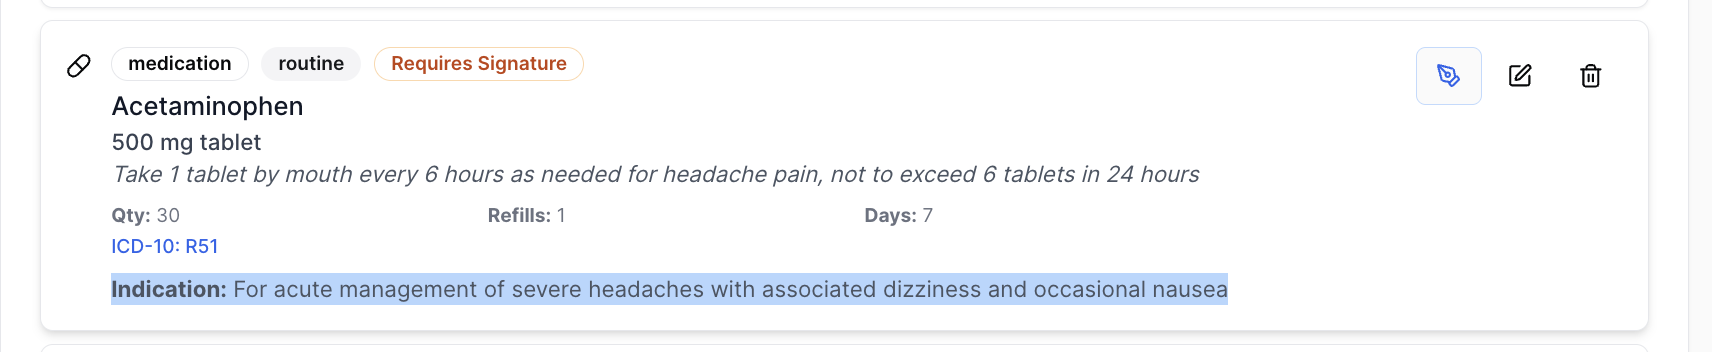 medication routine Requires Signature
Acetaminophen
500 mg tablet
Take 1 tablet by mouth every 6 hours as needed for headache pain, not to exceed 6 tablets in 24 hours
Qty: 30 Refills: 1 Days: 7
ICD-10: R51
Indication: For acute management of severe headaches with associated dizziness and occasional nausea